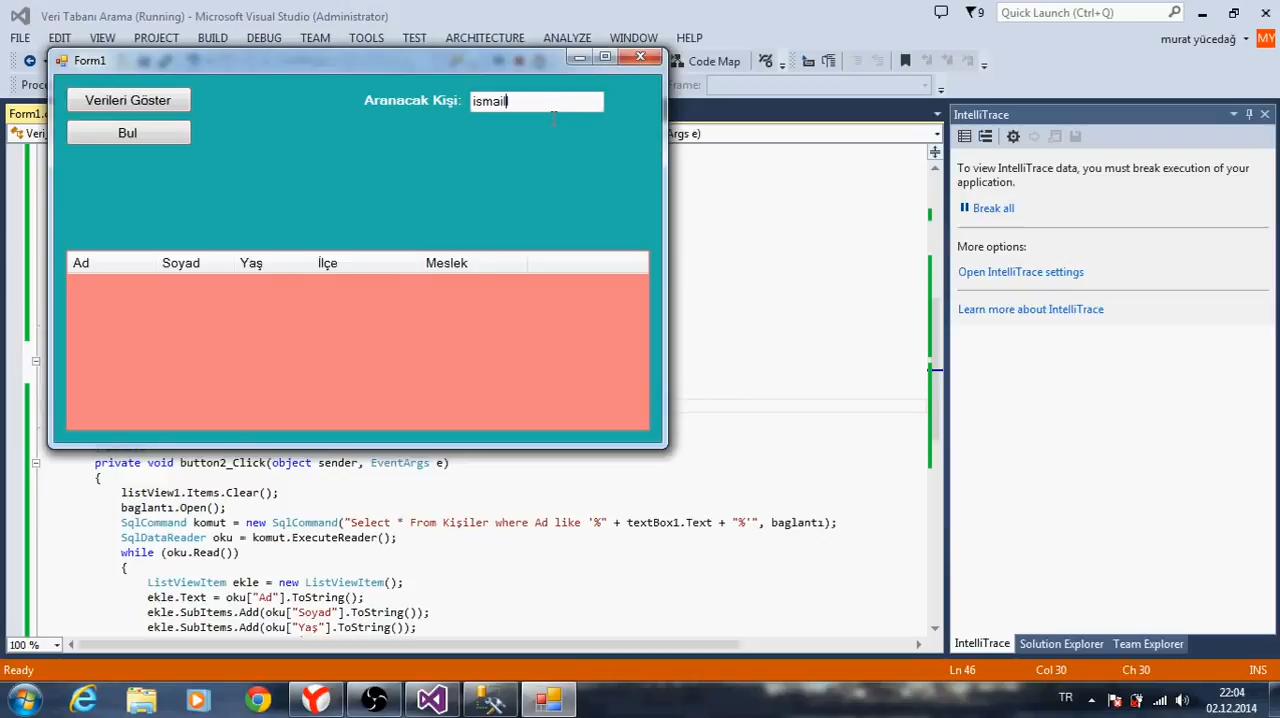 Veri Tabanı Arama (Running) - Microsoft Visual Studio (Administrator)
9
Quick Launch (Ctrl+Q)
FILE EDIT VIEW PROJECT BUILD DEBUG TEAM TOOLS TEST ARCHITECTURE ANALYZE WINDOW HELP
murat yücedağ
MY
Form1
Code Map
Frame:
Form1.
Verileri Göster
Aranacak Kişi: ismail
Bul
Args e)
Ad Soyad Yaş İlçe Meslek
private void button2_Click(object sender, EventArgs e)
{
listView1.Items.Clear();
baglantı.Open();
SqlCommand komut = new SqlCommand("Select * From Kişiler where Ad like '%" + textBox1.Text + "%'", baglantı);
SqlDataReader oku = komut.ExecuteReader();
while (oku.Read())
{
ListViewItem ekle = new ListViewItem();
ekle.Text = oku["Ad"].ToString();
ekle.SubItems.Add(oku["Soyad"].ToString());
ekle.SubItems.Add(oku["Yaş"].ToString());
100 %
IntelliTrace
To view IntelliTrace data, you must break execution of your
application.
Break all
More options:
Open IntelliTrace settings
Learn more about IntelliTrace
IntelliTrace Solution Explorer Team Explorer
Ready
Ln 46 Col 30 Ch 30 INS
TR
22:04
02.12.2014